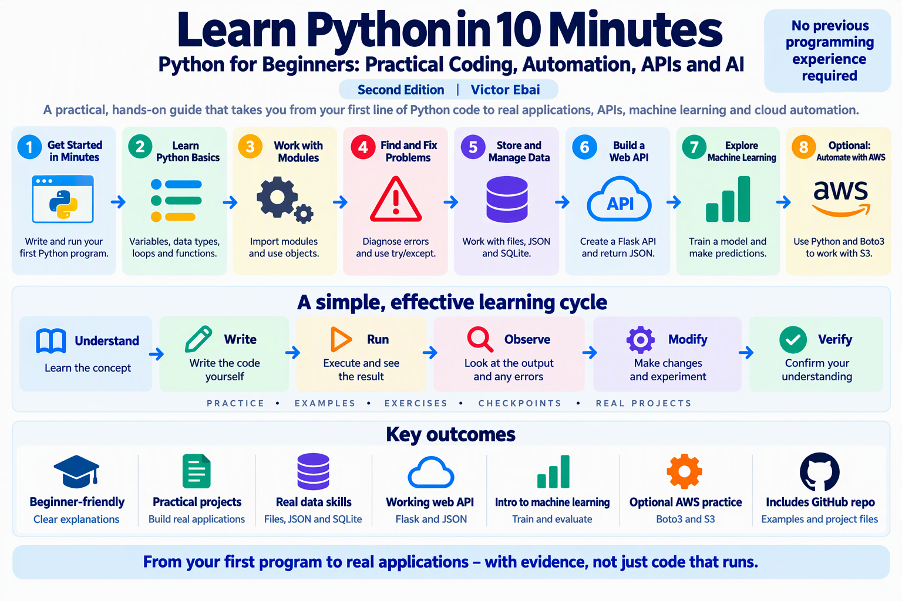 Learn Python in 10 Minutes
Python for Beginners: Practical Coding, Automation, APIs and AI
No previous
programming
experience
required
Second Edition | Victor Ebai
A practical, hands-on guide that takes you from your first line of Python code to real applications, APIs, machine learning and cloud automation.
1 Get Started
in Minutes
Write and run your
first Python program.
2 Learn
Python Basics
Variables, data types,
loops and functions.
3 Work with
Modules
Import modules
and use objects.
4 Find and Fix
Problems
Diagnose errors
and use try/except.
5 Store and
Manage Data
Work with files, JSON
and SQLite.
6 Build a
Web API
API
Create a Flask API
and return JSON.
7 Explore
Machine Learning
Train a model and
make predictions.
8 Optional:
Automate with AWS
aws
Use Python and Boto3
to work with S3.
A simple, effective learning cycle
Understand
Learn the concept
Write
Write the code
yourself
Run
Execute and see
the result
Observe
Look at the output
and any errors
Modify
Make changes
and experiment
Verify
Confirm your
understanding
PRACTICE • EXAMPLES • EXERCISES • CHECKPOINTS • REAL PROJECTS
Key outcomes
Beginner-friendly
Clear explanations
Practical projects
Build real applications
Real data skills
Files, JSON and SQLite
Working web API
Flask and JSON
Intro to machine learning
Train and evaluate
Optional AWS practice
Boto3 and S3
Includes GitHub repo
Examples and project files
From your first program to real applications – with evidence, not just code that runs.